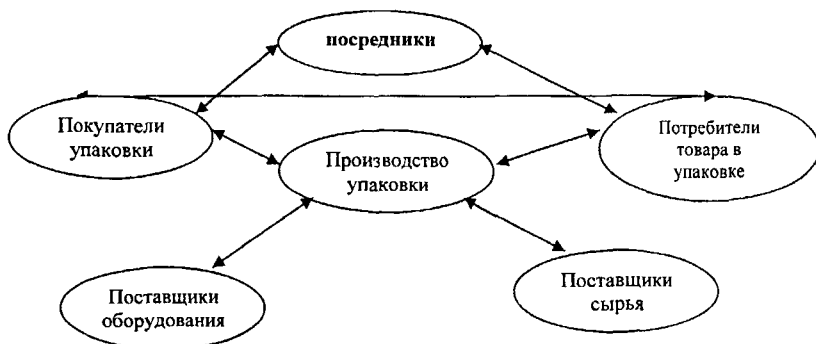 посредники
Покупатели
упаковки
Производство
упаковки
Потребители
товара в
упаковке
Поставщики
оборудования
Поставщики
сырья